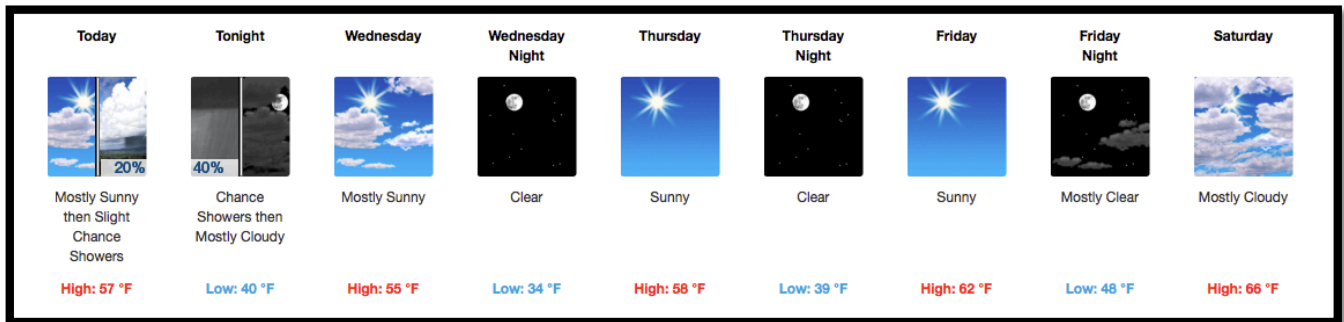 Today
Tonight
Wednesday
Wednesday
Night
Thursday
Thursday
Night
Friday
Friday
Night
Saturday
20%
40%
Mostly Sunny
then Slight
Chance
Showers
Chance
Showers then
Mostly Cloudy
Mostly Sunny
Clear
Sunny
Clear
Sunny
Mostly Clear
Mostly Cloudy
High: 57 °F
Low: 40 °F
High: 55 °F
Low: 34 °F
High: 58 °F
Low: 39 °F
High: 62 °F
Low: 48 °F
High: 66 °F